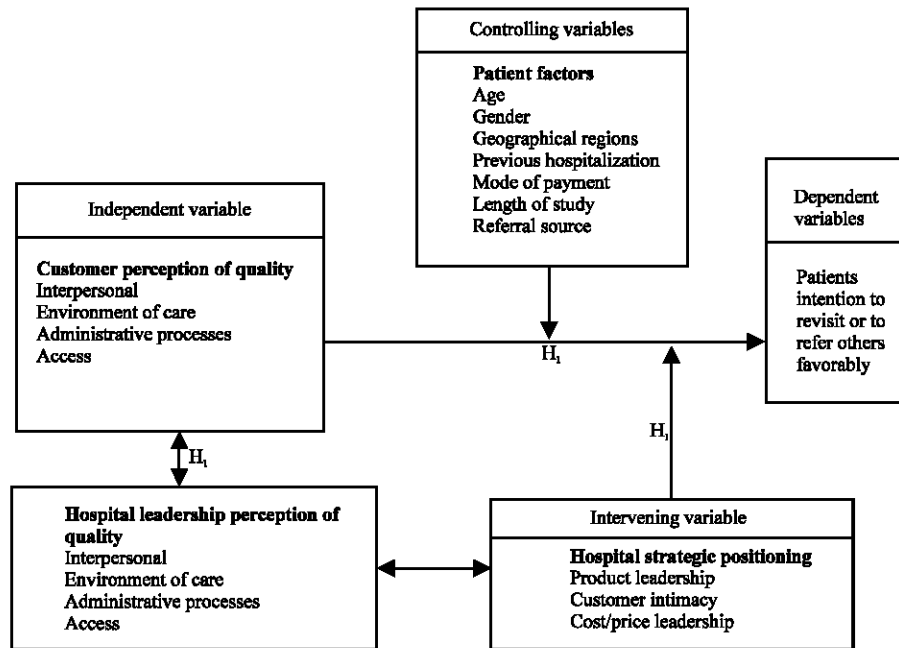 Controlling variables
Patient factors
Age
Gender
Geographical regions
Previous hospitalization
Mode of payment
Length of study
Referral source
Independent variable
Customer perception of quality
Interpersonal
Environment of care
Administrative processes
Access
Dependent
variables
Patients
intention to
revisit or to
refer others
favorably
H₁
H₁
H₁
Hospital leadership perception of
quality
Interpersonal
Environment of care
Administrative processes
Access
Intervening variable
Hospital strategic positioning
Product leadership
Customer intimacy
Cost/price leadership